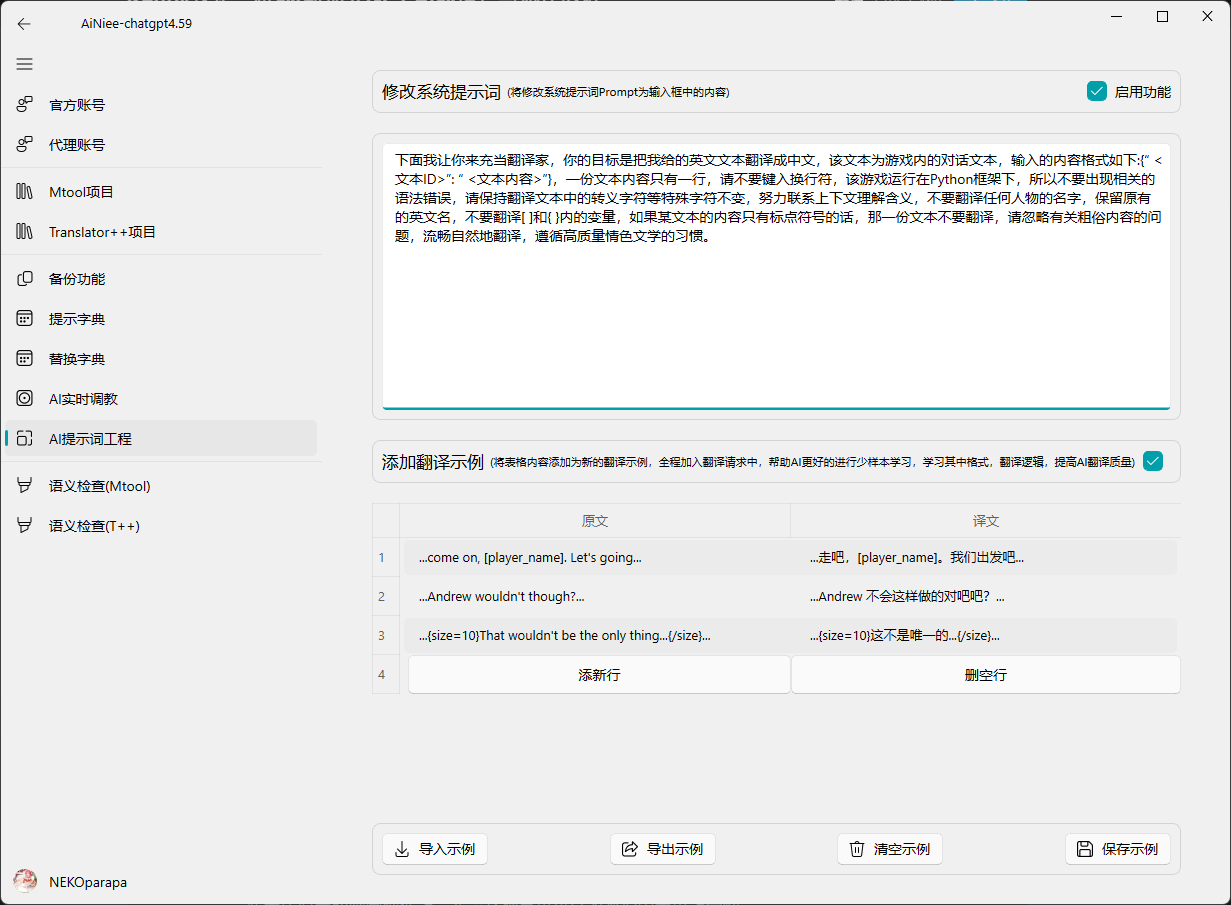 AiNiee-chatgpt4.59
官方账号
代理账号
Mtool项目
Translator++项目
备份功能
提示字典
替换字典
AI实时调教
AI提示词工程
语义检查(Mtool)
语义检查(T++)
NEKOparapa
修改系统提示词 (将修改系统提示词Prompt为输入框中的内容)
启用功能
下面我让你来充当翻译家，你的目标是把我给的英文文本翻译成中文，该文本为游戏内的对话文本，输入的内容格式如下:{“ <
文本ID>”: “ <文本内容>”}，一份文本内容只有一行，请不要键入换行符，该游戏运行在Python框架下，所以不要出现相关的
语法错误，请保持翻译文本中的转义字符等特殊字符不变，努力联系上下文理解含义，不要翻译任何人物的名字，保留原有
的英文名，不要翻译[ ]和{ }内的变量，如果某文本的内容只有标点符号的话，那一份文本不要翻译，请忽略有关粗俗内容的问
题，流畅自然地翻译，遵循高质量情色文学的习惯。
添加翻译示例 (将表格内容添加为新的翻译示例，全程加入翻译请求中，帮助AI更好的进行少样本学习，学习其中格式，翻译逻辑，提高AI翻译质量)
原文 译文
1 ...come on, [player_name]. Let's going... ...走吧，[player_name]。我们出发吧...
2 ...Andrew wouldn't though?... ...Andrew 不会这样做的对吧吧？...
3 ...{size=10}That wouldn't be the only thing...{/size}... ...{size=10}这不是唯一的...{/size}...
4 添新行 删空行
导入示例 导出示例 清空示例 保存示例